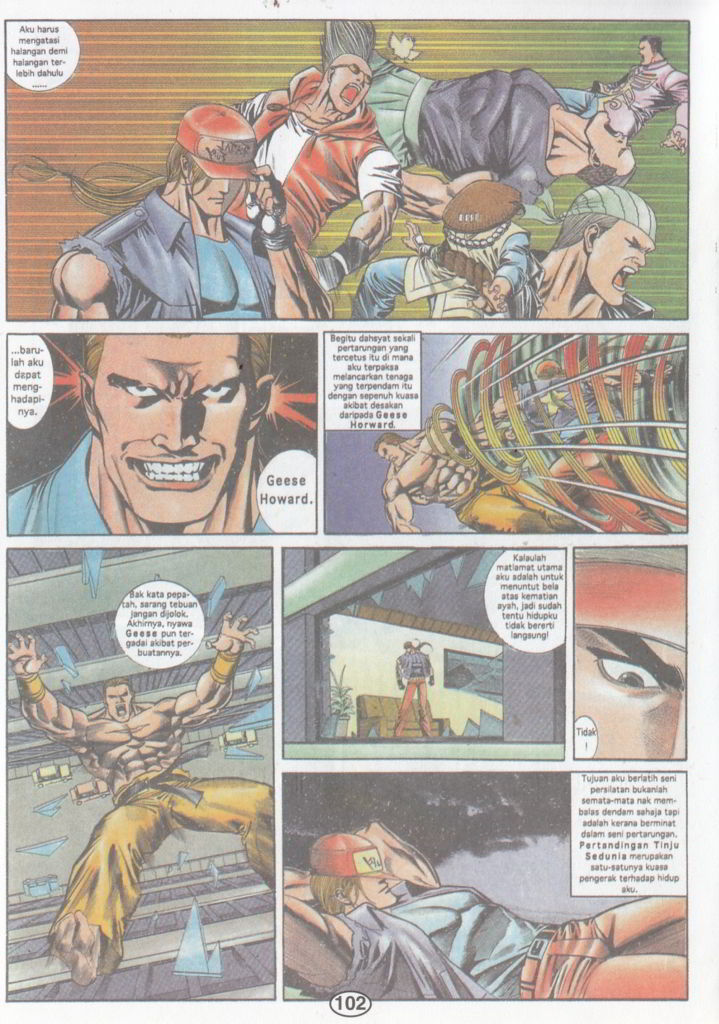 Aku harus
mengatasi
halangan demi
halangan ter-
lebih dahulu
......
...baru-
lah aku
dapat
meng-
hadapi-
nya.
Geese
Howard.
Begitu dahsyat sekali
pertarungan yang
tercetus itu di mana
aku terpaksa
melancarkan tenaga
yang terpendam itu
dengan sepenuh kuasa
akibat desakan
daripada Geese
Horward.
Bak kata pepa-
tah, sarang tebuan
jangan dijolok.
Akhirnya, nyawa
Geese pun ter-
gadai akibat per-
buatannya.
Kalaulah
matlamat utama
aku adalah untuk
menuntut bela
atas kematian
ayah, jadi sudah
tentu hidupku
tidak bererti
langsung!
Tidak
!
Tujuan aku berlatih seni
persilatan bukanlah
semata-mata nak mem-
balas dendam sahaja tapi
adalah kerana berminat
dalam seni pertarungan.
Pertandingan Tinju
Sedunia merupakan
satu-satunya kuasa
pengerak terhadap hidup
aku.
102